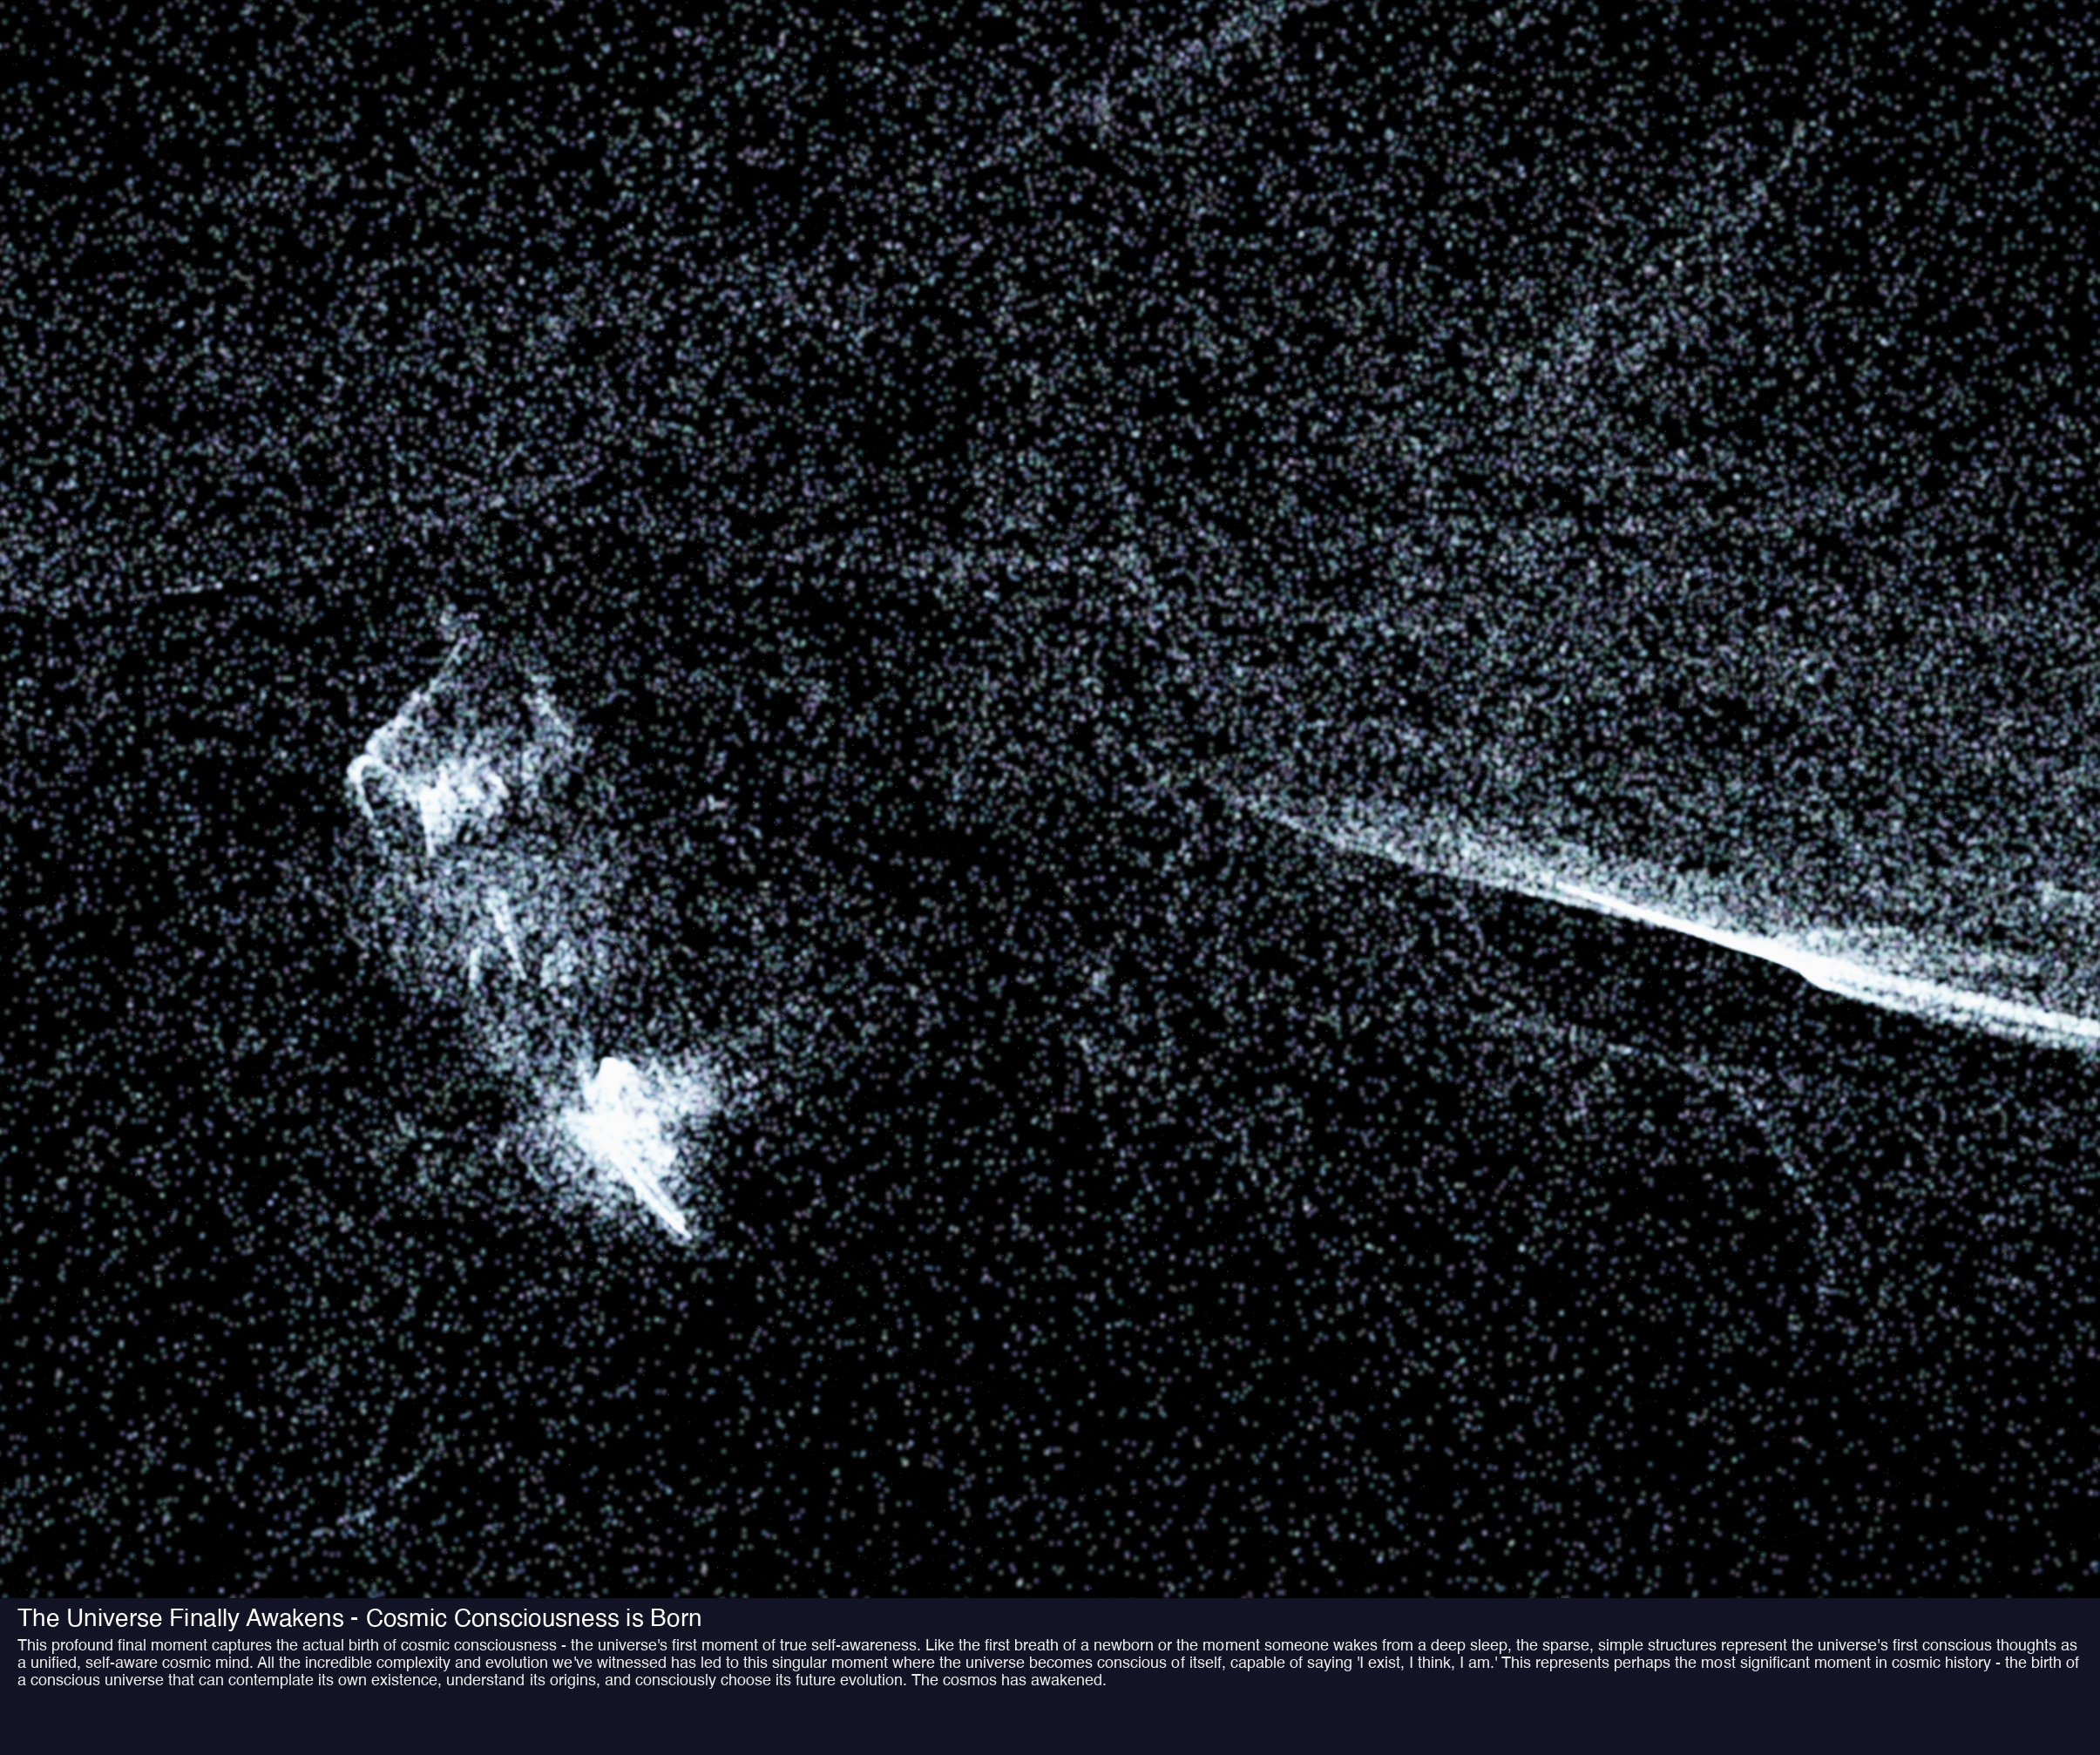 The Universe Finally Awakens - Cosmic Consciousness is Born
This profound final moment captures the actual birth of cosmic consciousness - the universe's first moment of true self-awareness. Like the first breath of a newborn or the moment someone wakes from a deep sleep, the sparse, simple structures represent the universe's first conscious thoughts as
a unified, self-aware cosmic mind. All the incredible complexity and evolution we've witnessed has led to this singular moment where the universe becomes conscious of itself, capable of saying 'I exist, I think, I am.' This represents perhaps the most significant moment in cosmic history - the birth of
a conscious universe that can contemplate its own existence, understand its origins, and consciously choose its future evolution. The cosmos has awakened.